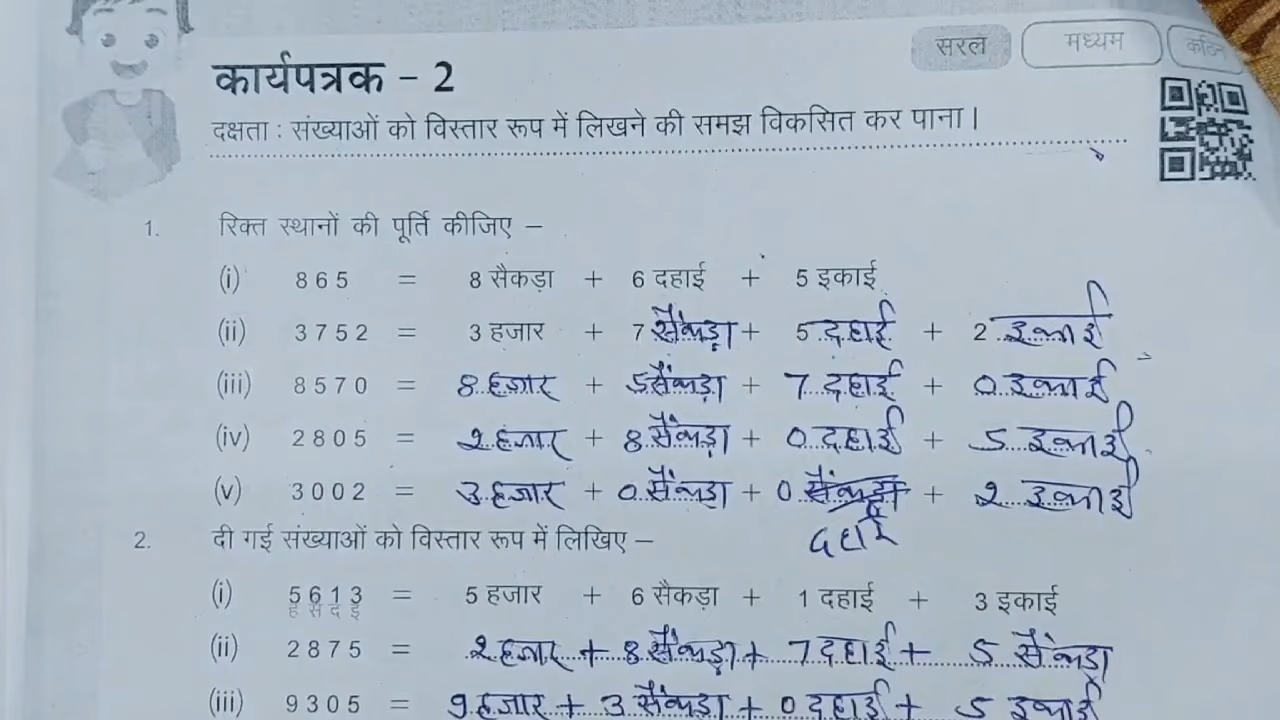 सरल मध्यम कठिन
कार्यपत्रक - 2
दक्षता : संख्याओं को विस्तार रूप में लिखने की समझ विकसित कर पाना।
1. रिक्त स्थानों की पूर्ति कीजिए –
(i) 865 = 8 सैकड़ा + 6 दहाई + 5 इकाई
(ii) 3752 = 3 हजार + 7 सैंकड़ा + 5 दहाई + 2 इकाई
(iii) 8570 = 8 हजार + 5 सैंकड़ा + 7 दहाई + 0 इकाई
(iv) 2805 = 2 हजार + 8 सैंकड़ा + 0 दहाई + 5 इकाई
(v) 3002 = 3 हजार + 0 सैंकड़ा + 0 सैंकड़ा + 2 इकाई
दहाई
2. दी गई संख्याओं को विस्तार रूप में लिखिए –
(i) 5613 = 5 हजार + 6 सैकड़ा + 1 दहाई + 3 इकाई
ह सै द इ
(ii) 2875 = 2 हजार + 8 सैंकड़ा + 7 दहाई + 5 सैंकड़ा
(iii) 9305 = 9 हजार + 3 सैंकड़ा + 0 दहाई + 5 इकाई